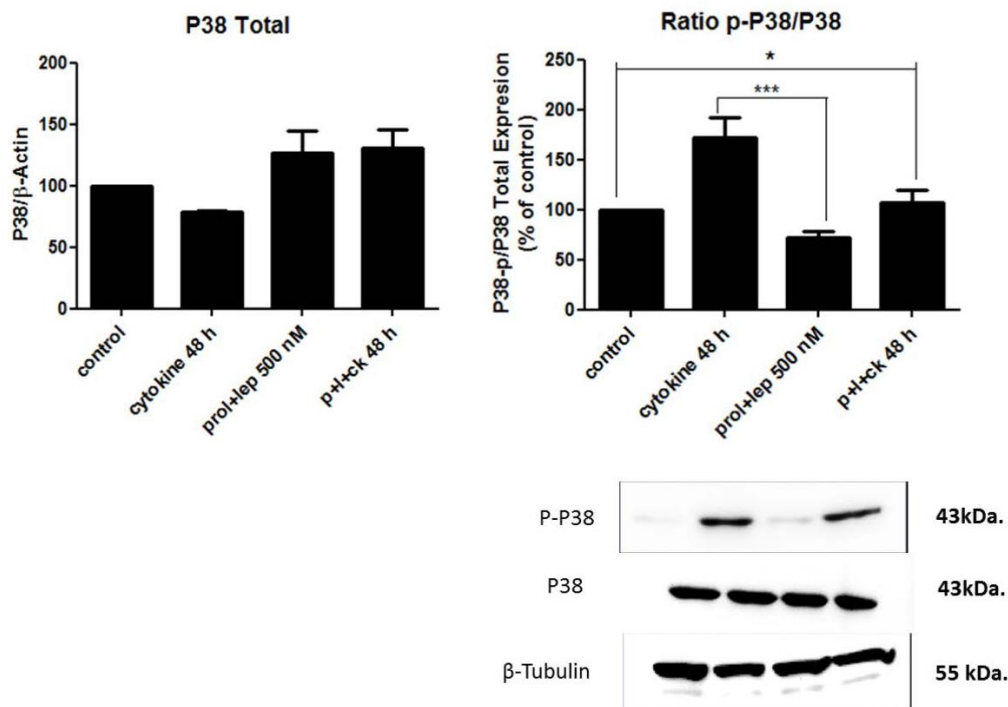 P38 Total
P38/β-Actin
200
150
100
50
0
control
cytokine 48 h
prol+lep 500 nM
p+l+ck 48 h
Ratio p-P38/P38
P38-p/P38 Total Expresion
(% of control)
250
200
150
100
50
0
*
***
control
cytokine 48 h
prol+lep 500 nM
p+l+ck 48 h
P-P38
43kDa.
P38
43kDa.
β-Tubulin
55 kDa.